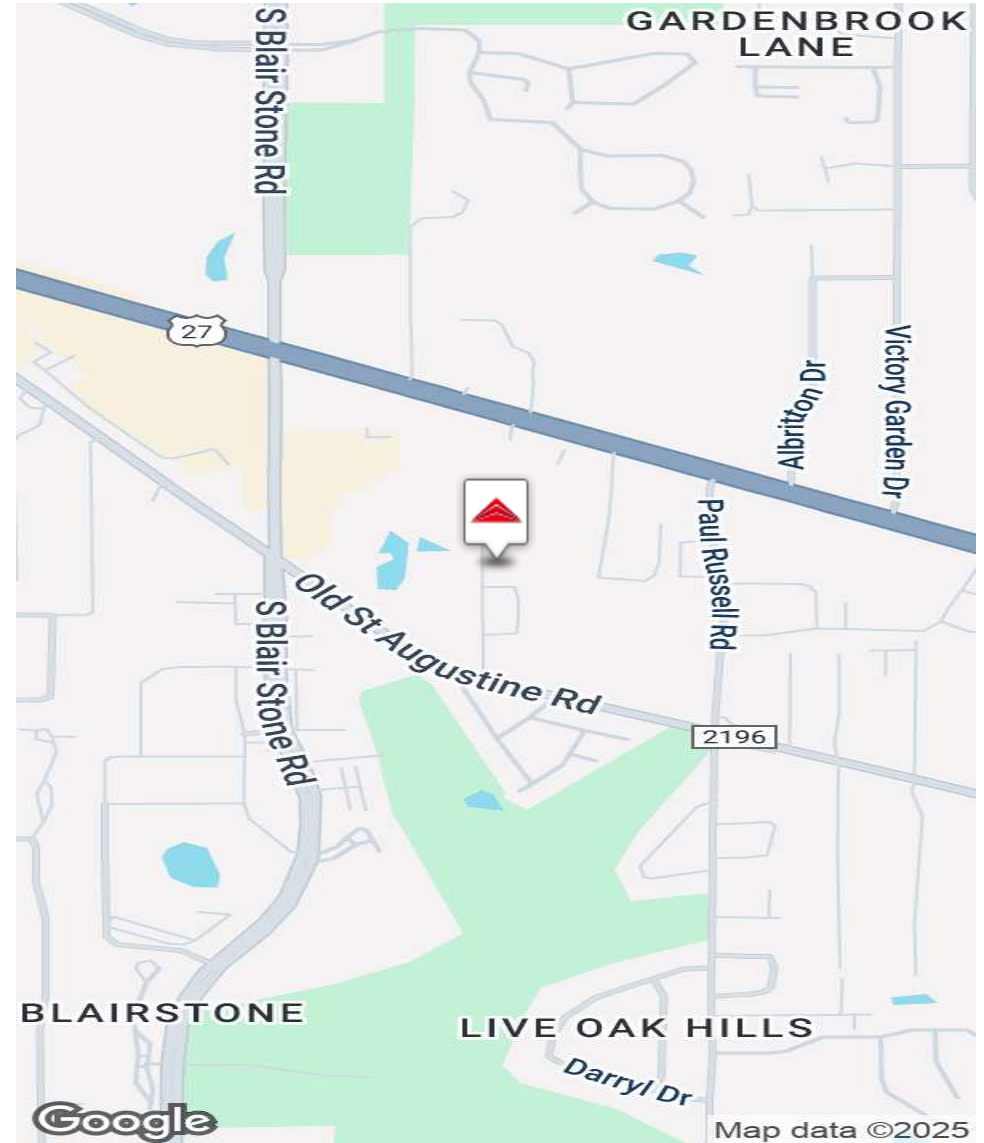 GARDENBROOK
LANE
S Blair Stone Rd
27
Albritton Dr
Victory Garden Dr
Paul Russell Rd
Old St Augustine Rd
S Blair Stone Rd
2196
BLAIRSTONE
LIVE OAK HILLS
Darryl Dr
Google
Map data ©2025